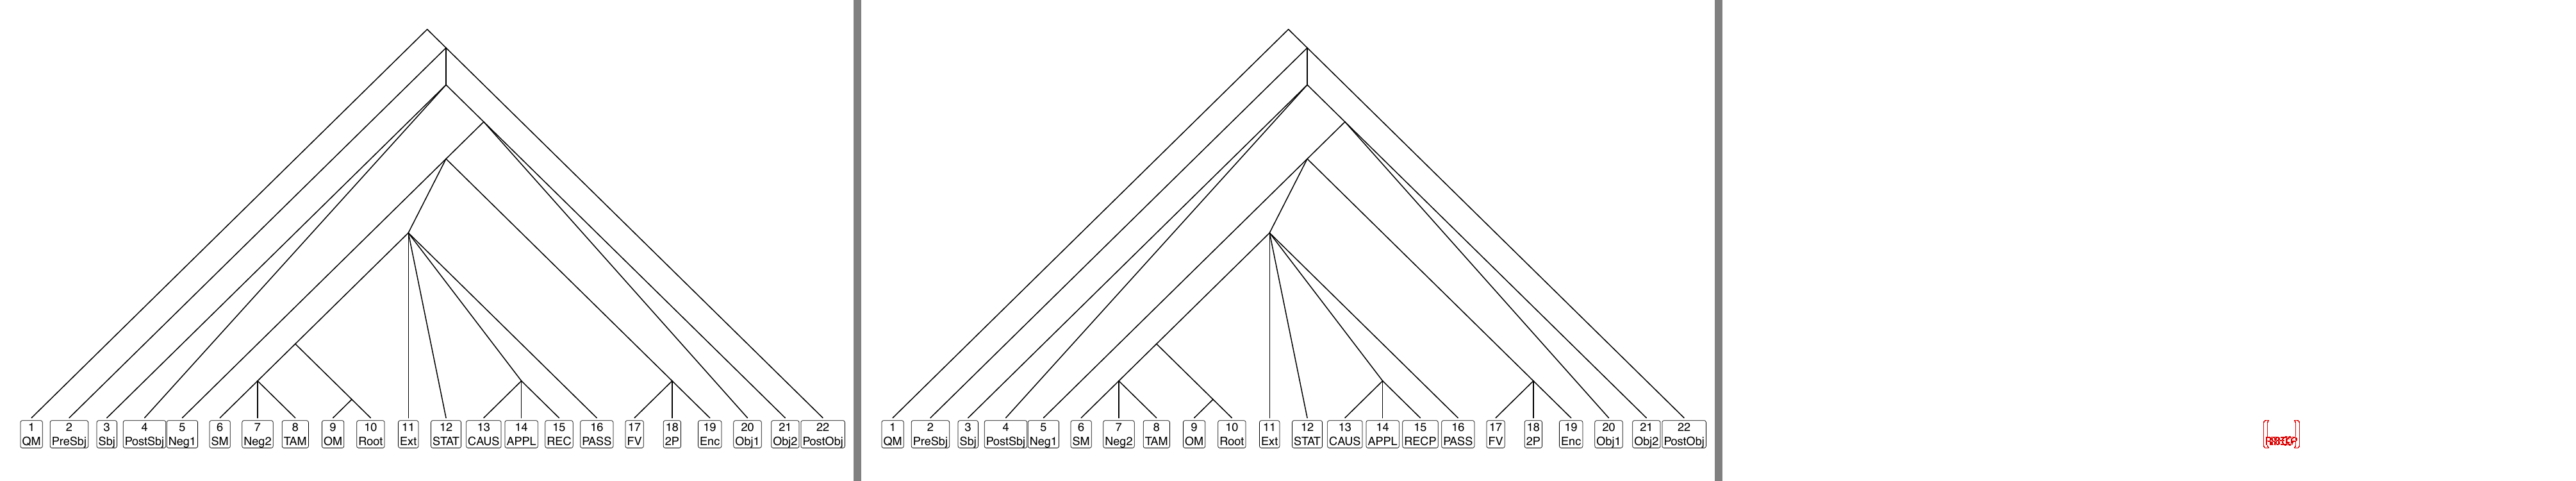 1 2 3 4 5 6 7 8 9 10 11 12 13 14 15 16 17 18 19 20 21 22
QM PreSbj Sbj PostSbj Neg1 SM Neg2 TAM OM Root Ext STAT CAUS APPL REC PASS FV 2P Enc Obj1 Obj2 PostObj
1 2 3 4 5 6 7 8 9 10 11 12 13 14 15 16 17 18 19 20 21 22
QM PreSbj Sbj PostSbj Neg1 SM Neg2 TAM OM Root Ext STAT CAUS APPL RECP PASS FV 2P Enc Obj1 Obj2 PostObj